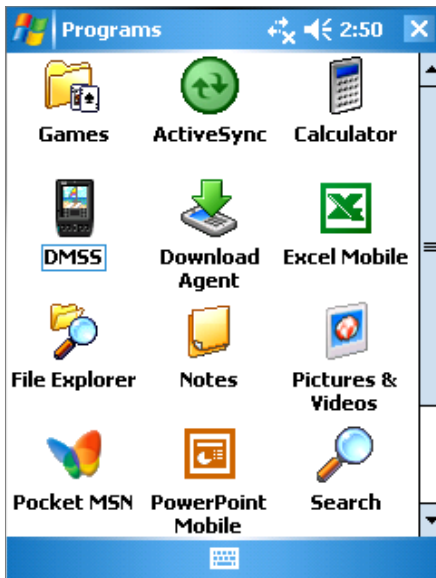 Programs 2:50
Games ActiveSync Calculator
DMSS Download Excel Mobile
Agent
File Explorer Notes Pictures &
Videos
Pocket MSN PowerPoint Search
Mobile